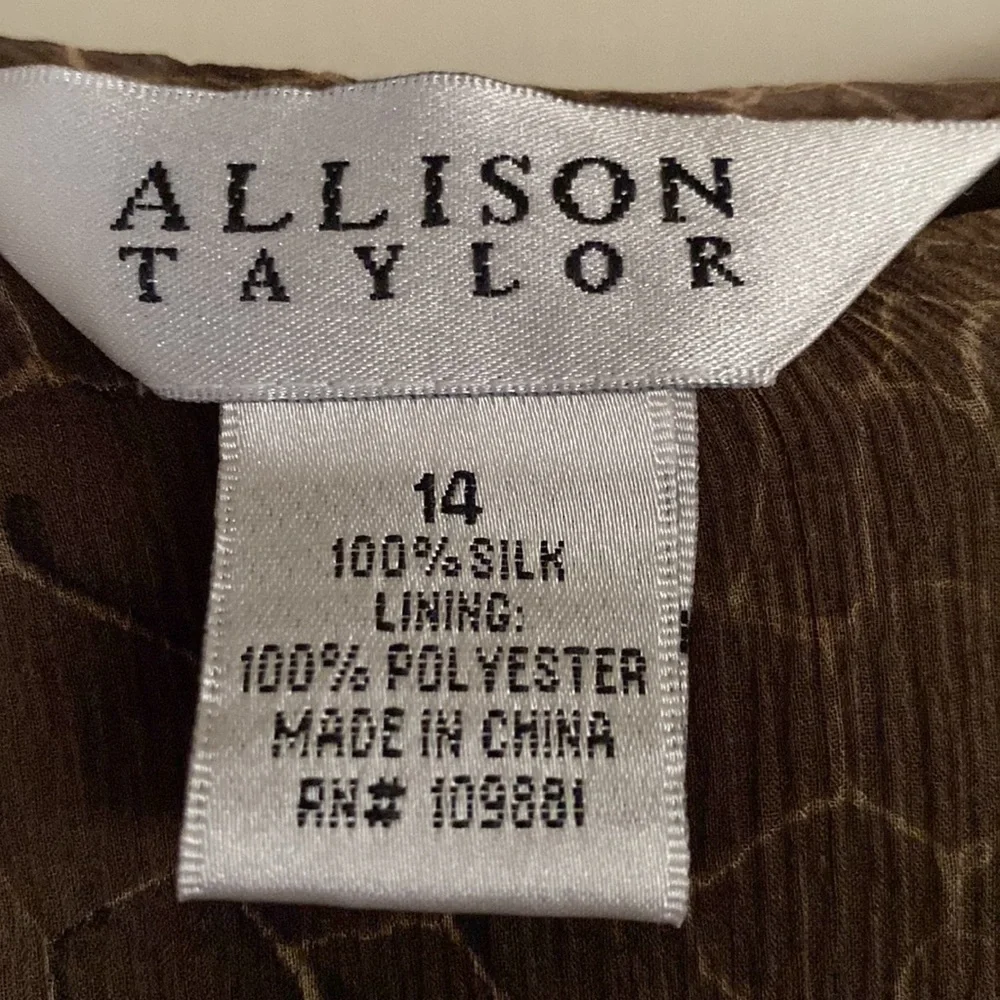 ALLISON
TAYLOR
14
100% SILK
LINING:
100% POLYESTER
MADE IN CHINA
RN# 109881